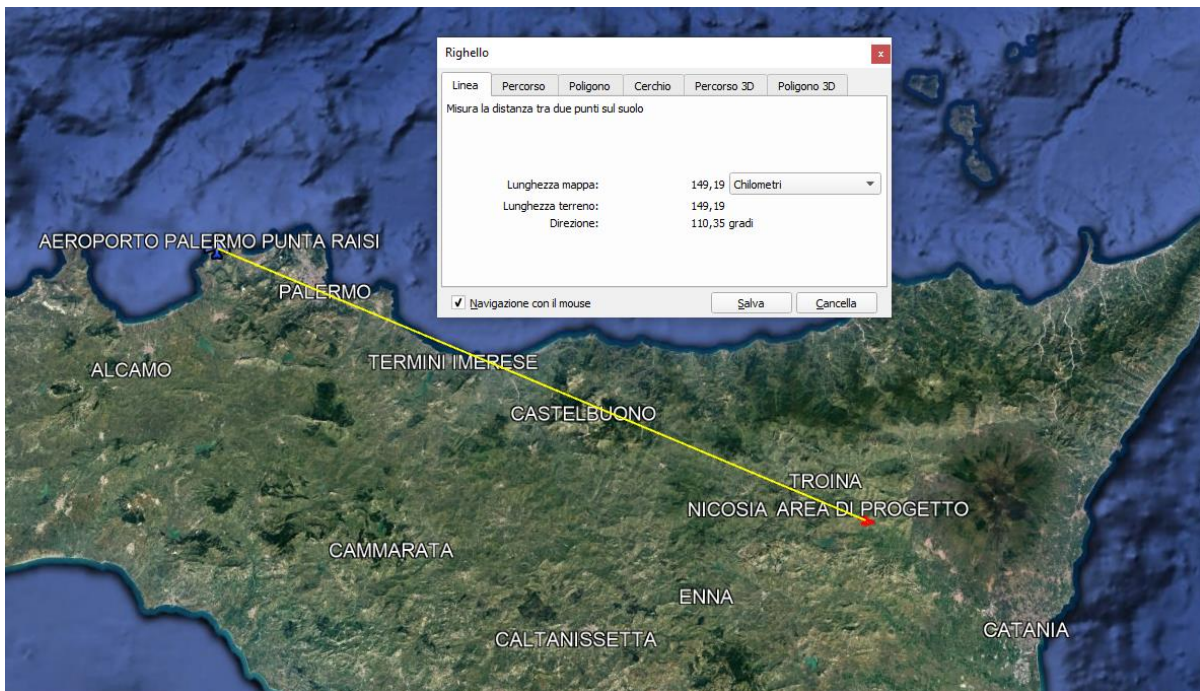 Righello
x
Linea Percorso Poligono Cerchio Percorso 3D Poligono 3D
Misura la distanza tra due punti sul suolo
Lunghezza mappa: 149,19 Chilometri
Lunghezza terreno: 149,19
Direzione: 110,35 gradi
Navigazione con il mouse Salva Cancella
AEROPORTO PALERMO PUNTA RAISI
PALERMO
ALCAMO
TERMINI IMERESE
CASTELBUONO
TROINA
NICOSIA AREA DI PROGETTO
CAMMARATA
ENNA
CALTANISSETTA
CATANIA